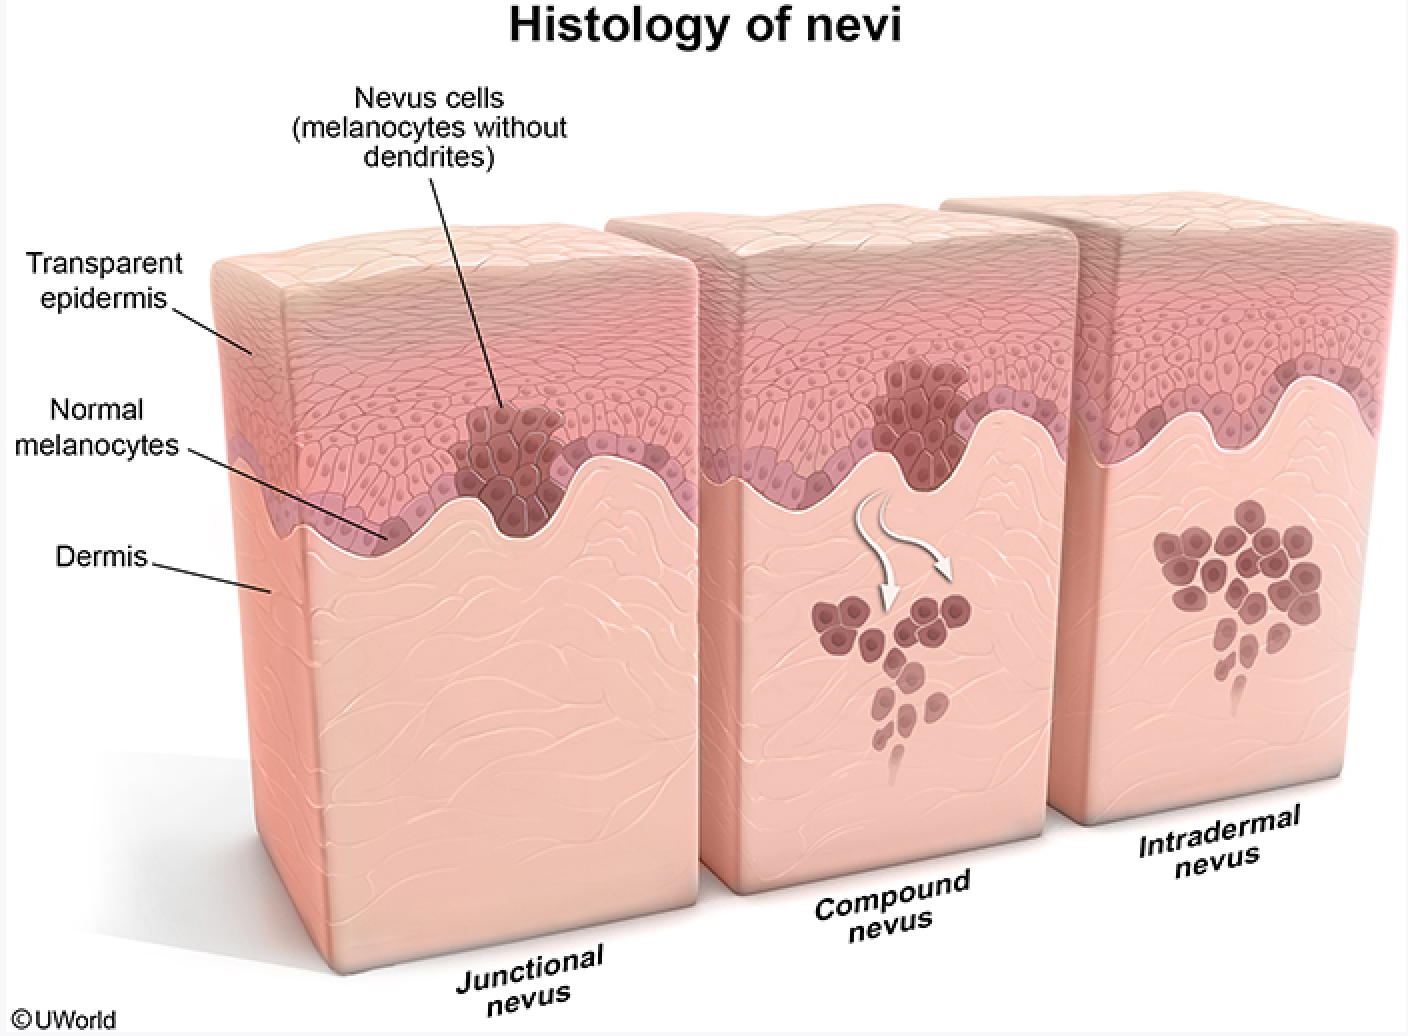 Histology of nevi
Nevus cells
(melanocytes without
dendrites)
Transparent
epidermis
Normal
melanocytes
Dermis
Junctional
nevus
Compound
nevus
Intradermal
nevus
©UWorld